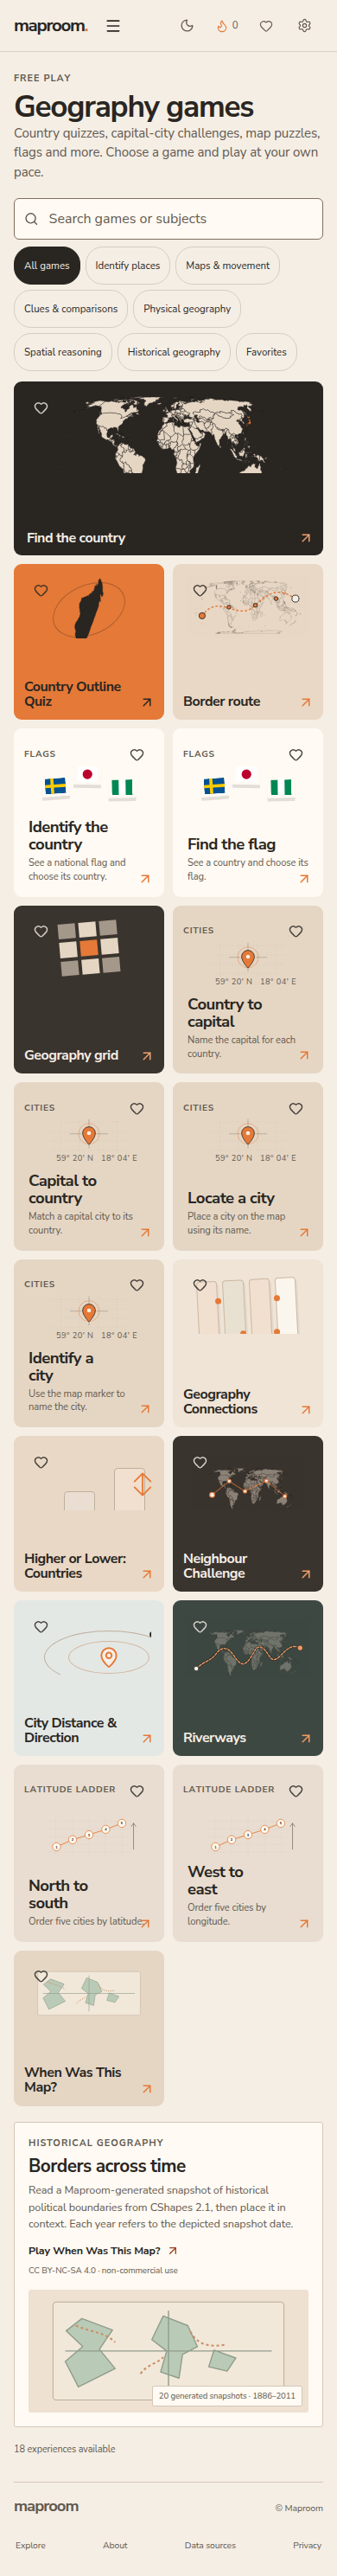 maproom.
0
FREE PLAY
Geography games
Country quizzes, capital-city challenges, map puzzles,
flags and more. Choose a game and play at your own
pace.
Search games or subjects
All games
Identify places
Maps & movement
Clues & comparisons
Physical geography
Spatial reasoning
Historical geography
Favorites
Find the country
Country Outline
Quiz
Border route
FLAGS
Identify the
country
See a national flag and
choose its country.
FLAGS
Find the flag
See a country and choose its
flag.
Geography grid
CITIES
59° 20' N 18° 04' E
Country to
capital
Name the capital for each
country.
CITIES
59° 20' N 18° 04' E
Capital to
country
Match a capital city to its
country.
CITIES
59° 20' N 18° 04' E
Locate a city
Place a city on the map
using its name.
CITIES
59° 20' N 18° 04' E
Identify a
city
Use the map marker to
name the city.
Geography
Connections
Higher or Lower:
Countries
Neighbour
Challenge
City Distance &
Direction
Riverways
LATITUDE LADDER
North to
south
Order five cities by latitude.
LATITUDE LADDER
West to
east
Order five cities by
longitude.
When Was This
Map?
HISTORICAL GEOGRAPHY
Borders across time
Read a Maproom-generated snapshot of historical
political boundaries from CShapes 2.1, then place it in
context. Each year refers to the depicted snapshot date.
Play When Was This Map?
CC BY-NC-SA 4.0 · non-commercial use
20 generated snapshots · 1886–2011
18 experiences available
maproom
© Maproom
Explore
About
Data sources
Privacy